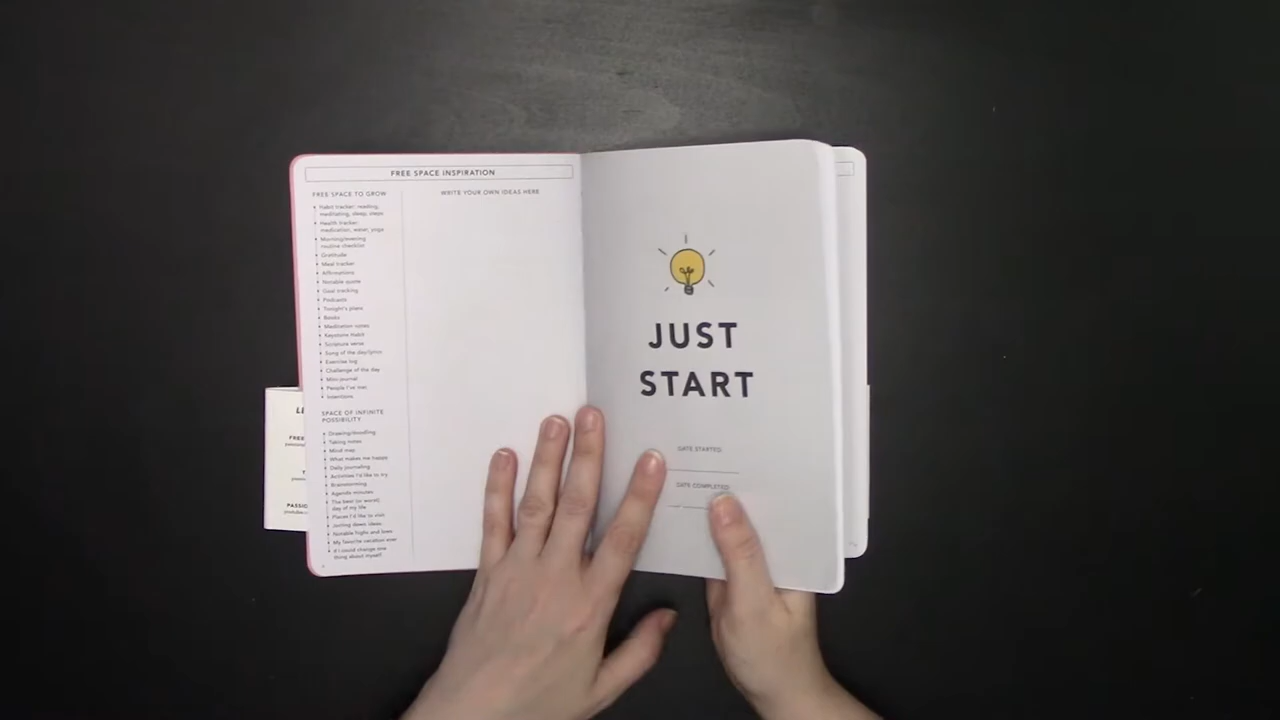 FREE SPACE INSPIRATION
FREE SPACE TO GROW
• Habit tracker: reading,
meditating, sleep, steps
• Health tracker:
medication, water, yoga
• Morning/evening
routine checklist
• Gratitude
• Meal tracker
• Affirmations
• Notable quote
• Goal tracking
• Podcasts
• Tonight's plans
• Books
• Meditation notes
• Keystone Habit
• Scripture verse
• Song of the day/lyrics
• Exercise log
• Challenge of the day
• Mini-journal
• People I've met
• Intentions
SPACE OF INFINITE
POSSIBILITY
• Drawing/doodling
• Taking notes
• Mind map
• What makes me happy
• Daily journaling
• Activities I'd like to try
• Brainstorming
• Agenda minutes
• The best (or worst)
day of my life
• Places I'd like to visit
• Jotting down ideas
• Notable highs and lows
• My favorite vacation ever
• If I could change one
thing about myself
WRITE YOUR OWN IDEAS HERE
LE
FREE
PASSIO
JUST
START
DATE STARTED:
DATE COMPLETED: